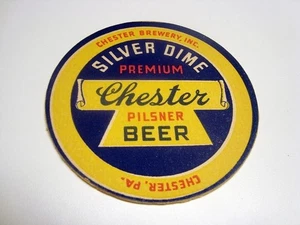 CHESTER BREWERY, INC.
SILVER DIME
PREMIUM
Chester
PILSNER
BEER
CHESTER, PA.